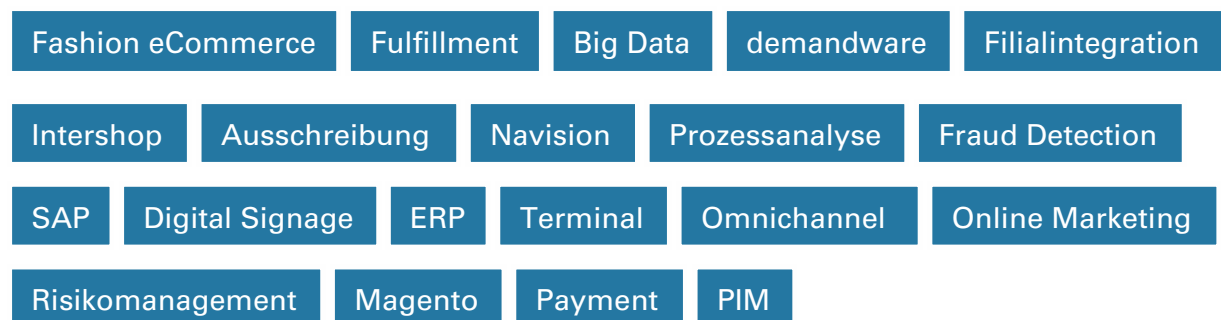 Fashion eCommerce Fulfillment Big Data demandware Filialintegration
Intershop Ausschreibung Navision Prozessanalyse Fraud Detection
SAP Digital Signage ERP Terminal Omnichannel Online Marketing
Risikomanagement Magento Payment PIM